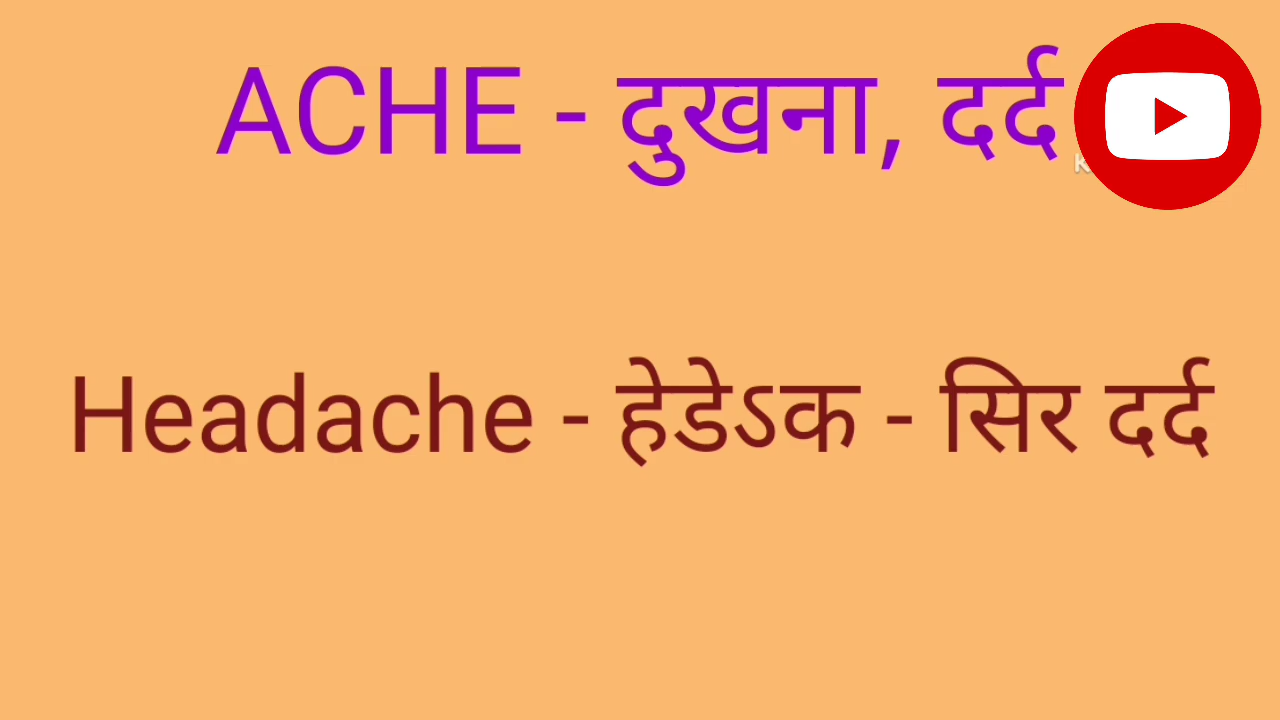 ACHE - दुखना, दर्द
Headache - हेडेऽक - सिर दर्द